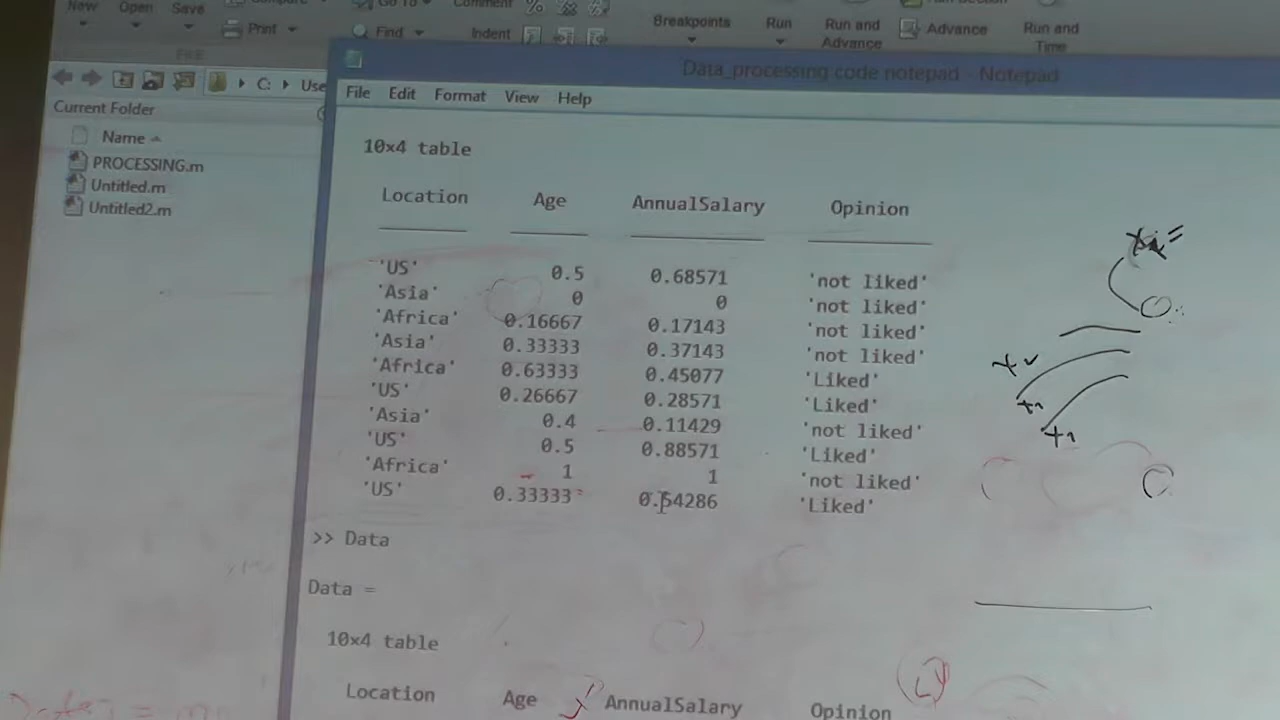 New Open Save Compare Go To Comment
Print Find Indent Breakpoints Run Run and Advance Advance Run and Time
FILE
C: Use
Current Folder
Name
PROCESSING.m
Untitled.m
Untitled2.m
Data_processing code notepad - Notepad
File Edit Format View Help
10×4 table
Location Age AnnualSalary Opinion
'US' 0.5 0.68571 'not liked'
'Asia' 0 0 'not liked'
'Africa' 0.16667 0.17143 'not liked'
'Asia' 0.33333 0.37143 'not liked'
'Africa' 0.63333 0.45077 'Liked'
'US' 0.26667 0.28571 'Liked'
'Asia' 0.4 0.11429 'not liked'
'US' 0.5 0.88571 'Liked'
'Africa' 1 1 'not liked'
'US' 0.33333 0.54286 'Liked'
>> Data
Data =
10×4 table
Location Age AnnualSalary Opinion